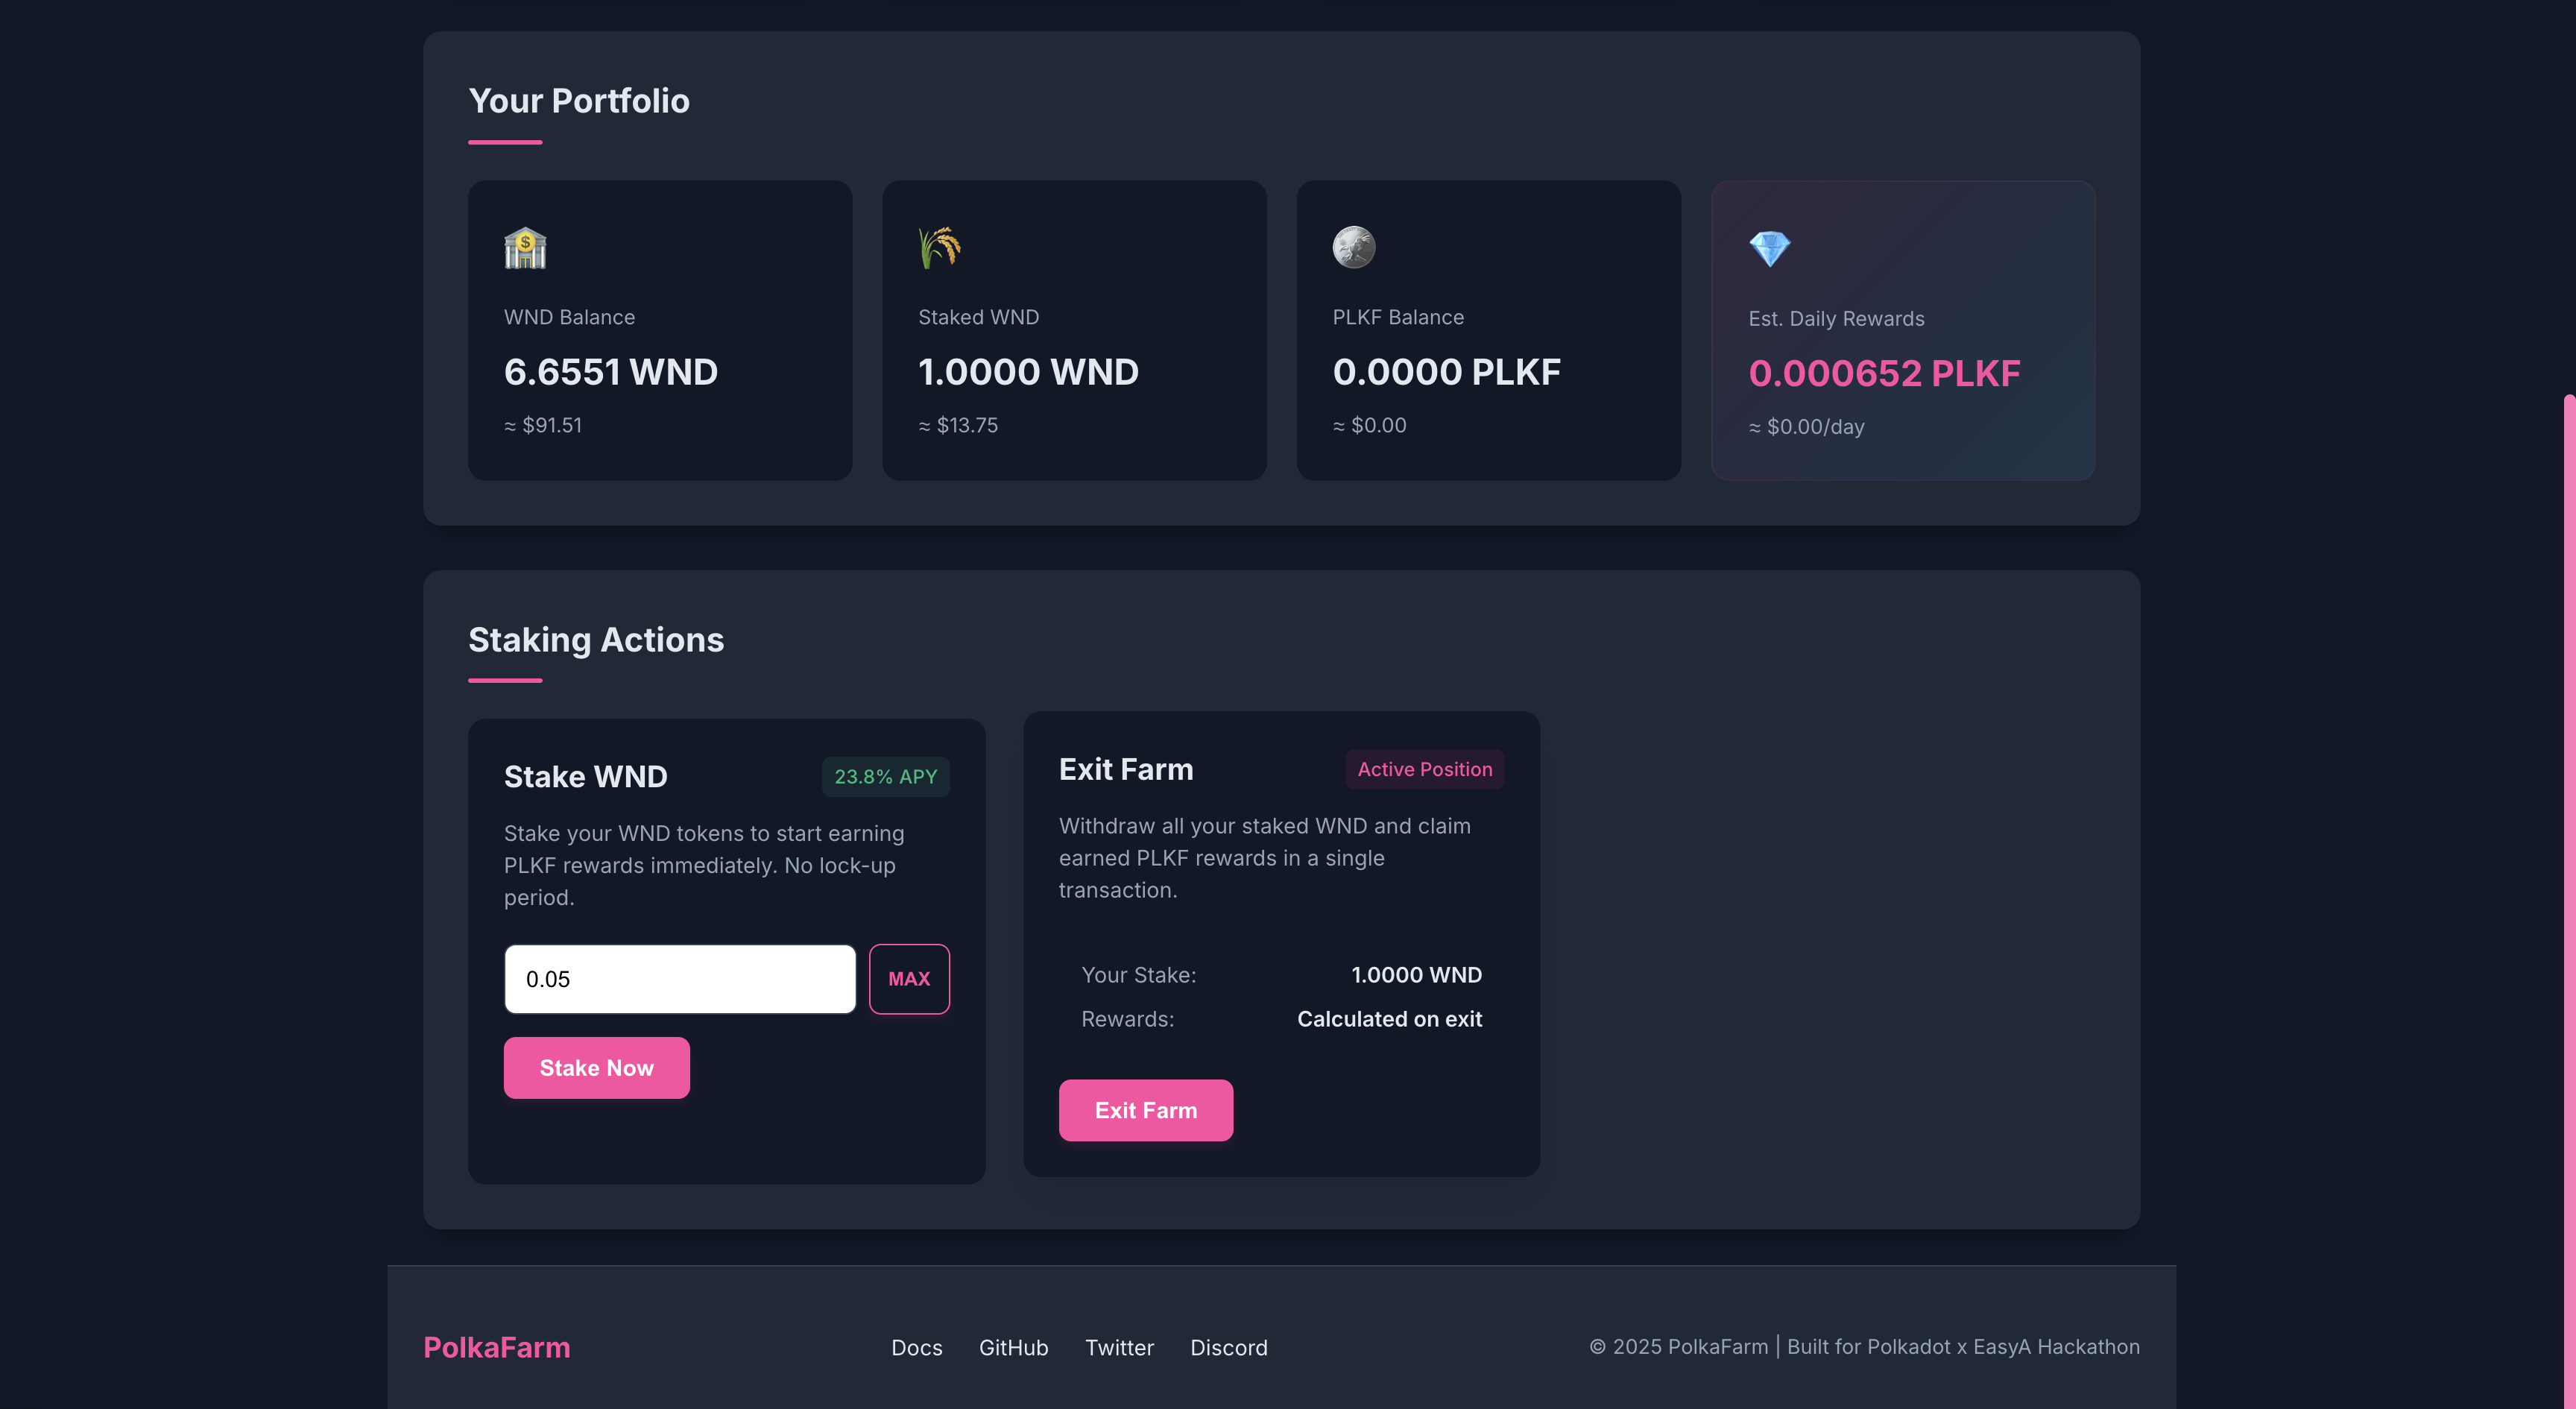 Your Portfolio
WND Balance
6.6551 WND
≈ $91.51
Staked WND
1.0000 WND
≈ $13.75
PLKF Balance
0.0000 PLKF
≈ $0.00
Est. Daily Rewards
0.000652 PLKF
≈ $0.00/day
Staking Actions
Stake WND
23.8% APY
Stake your WND tokens to start earning
PLKF rewards immediately. No lock-up
period.
0.05
MAX
Stake Now
Exit Farm
Active Position
Withdraw all your staked WND and claim
earned PLKF rewards in a single
transaction.
Your Stake: 1.0000 WND
Rewards: Calculated on exit
Exit Farm
PolkaFarm
Docs GitHub Twitter Discord
© 2025 PolkaFarm | Built for Polkadot x EasyA Hackathon